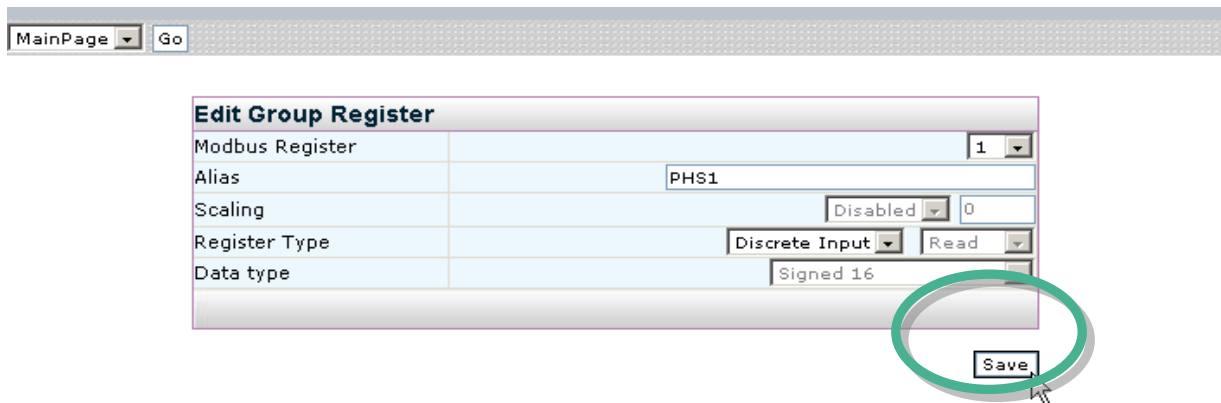 MainPage Go
Edit Group Register
Modbus Register 1
Alias PHS1
Scaling Disabled 0
Register Type Discrete Input Read
Data type Signed 16
Save